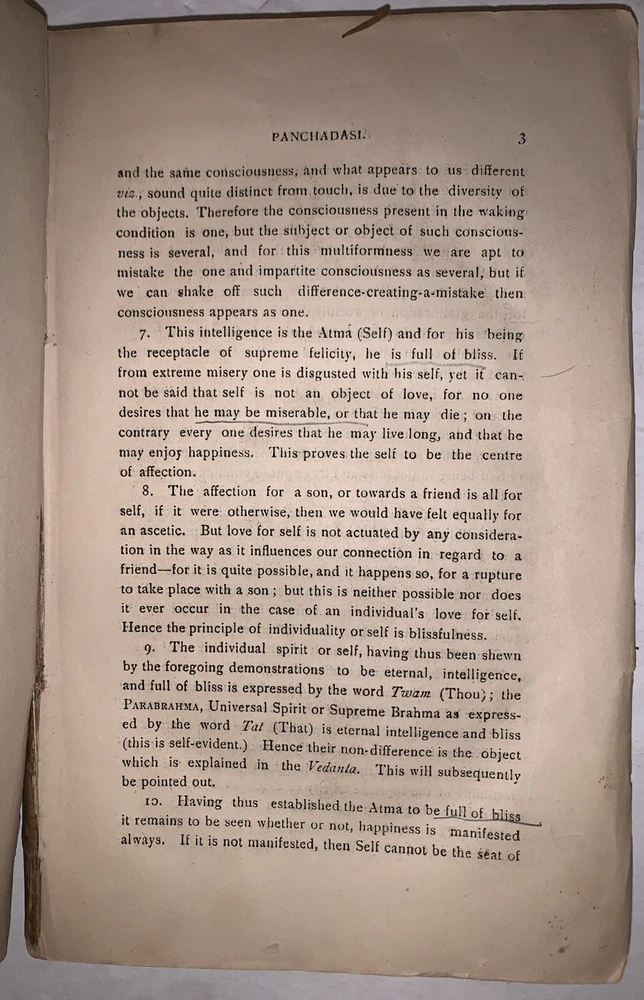 PANCHADASI.
3
and the same consciousness, and what appears to us different
viz., sound quite distinct from touch, is due to the diversity of
the objects. Therefore the consciousness present in the waking
condition is one, but the subject or object of such conscious-
ness is several, and for this multiformness we are apt to
mistake the one and impartite consciousness as several, but if
we can shake off such difference-creating-a-mistake then
consciousness appears as one.
7. This intelligence is the Atmá (Self) and for his being
the receptacle of supreme felicity, he is full of bliss. If
from extreme misery one is disgusted with his self, yet it can-
not be said that self is not an object of love, for no one
desires that he may be miserable, or that he may die; on the
contrary every one desires that he may live long, and that he
may enjoy happiness. This proves the self to be the centre
of affection.
8. The affection for a son, or towards a friend is all for
self, if it were otherwise, then we would have felt equally for
an ascetic. But love for self is not actuated by any considera-
tion in the way as it influences our connection in regard to a
friend—for it is quite possible, and it happens so, for a rupture
to take place with a son; but this is neither possible nor does
it ever occur in the case of an individual's love for self.
Hence the principle of individuality or self is blissfulness.
9. The individual spirit or self, having thus been shewn
by the foregoing demonstrations to be eternal, intelligence,
and full of bliss is expressed by the word Twam (Thou); the
PARABRAHMA, Universal Spirit or Supreme Brahma as express-
ed by the word Tat (That) is eternal intelligence and bliss
(this is self-evident.) Hence their non-difference is the object
which is explained in the Vedanta. This will subsequently
be pointed out.
10. Having thus established the Atma to be full of bliss
it remains to be seen whether or not, happiness is manifested
always. If it is not manifested, then Self cannot be the seat of